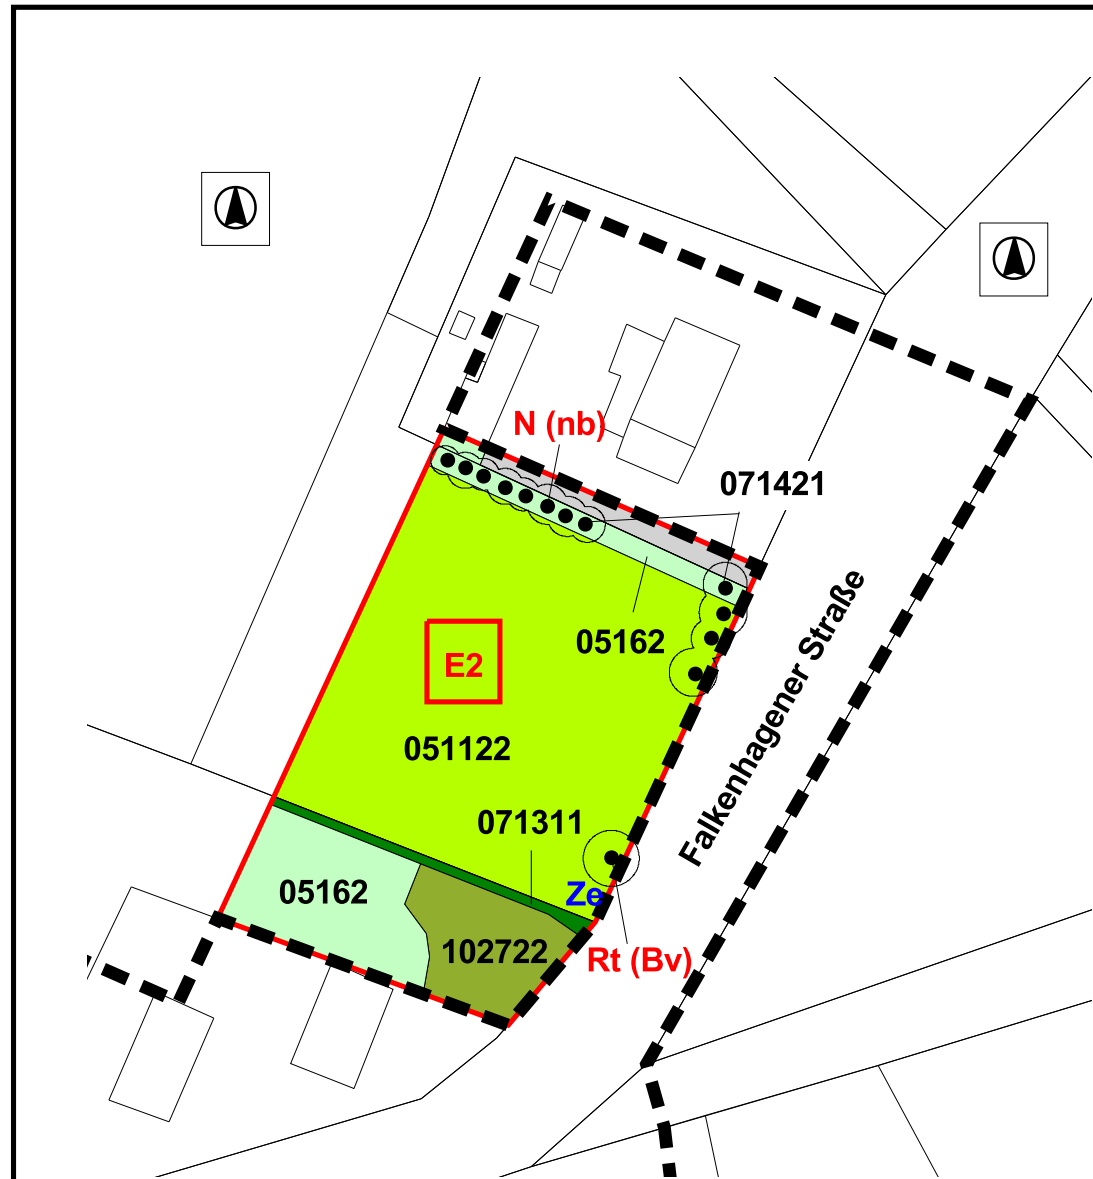 N (nb)
071421
05162
E2
051122
Falkenhagener Straße
071311
05162
Ze
102722
Rt (Bv)